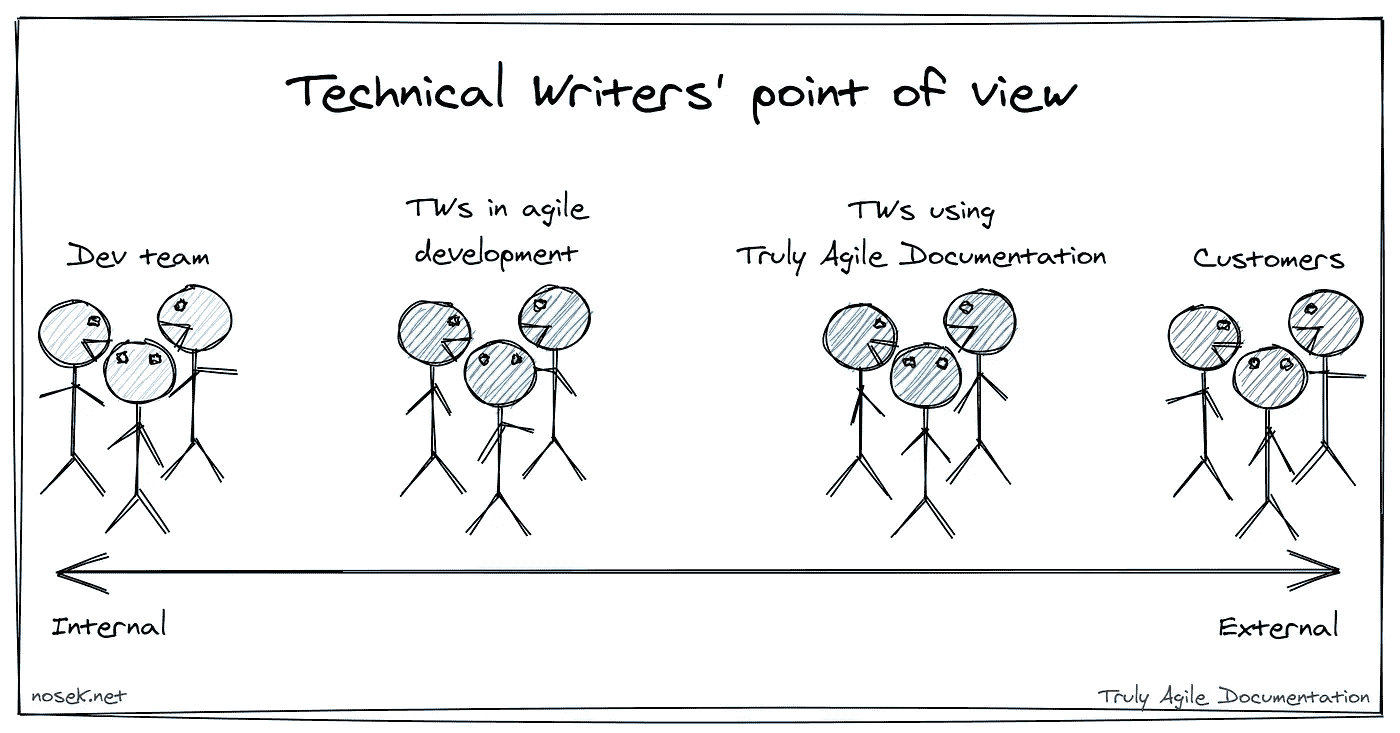 Technical Writers' point of view
Dev team
TWs in agile
development
TWs using
Truly Agile Documentation
Customers
Internal
External
nosek.net
Truly Agile Documentation